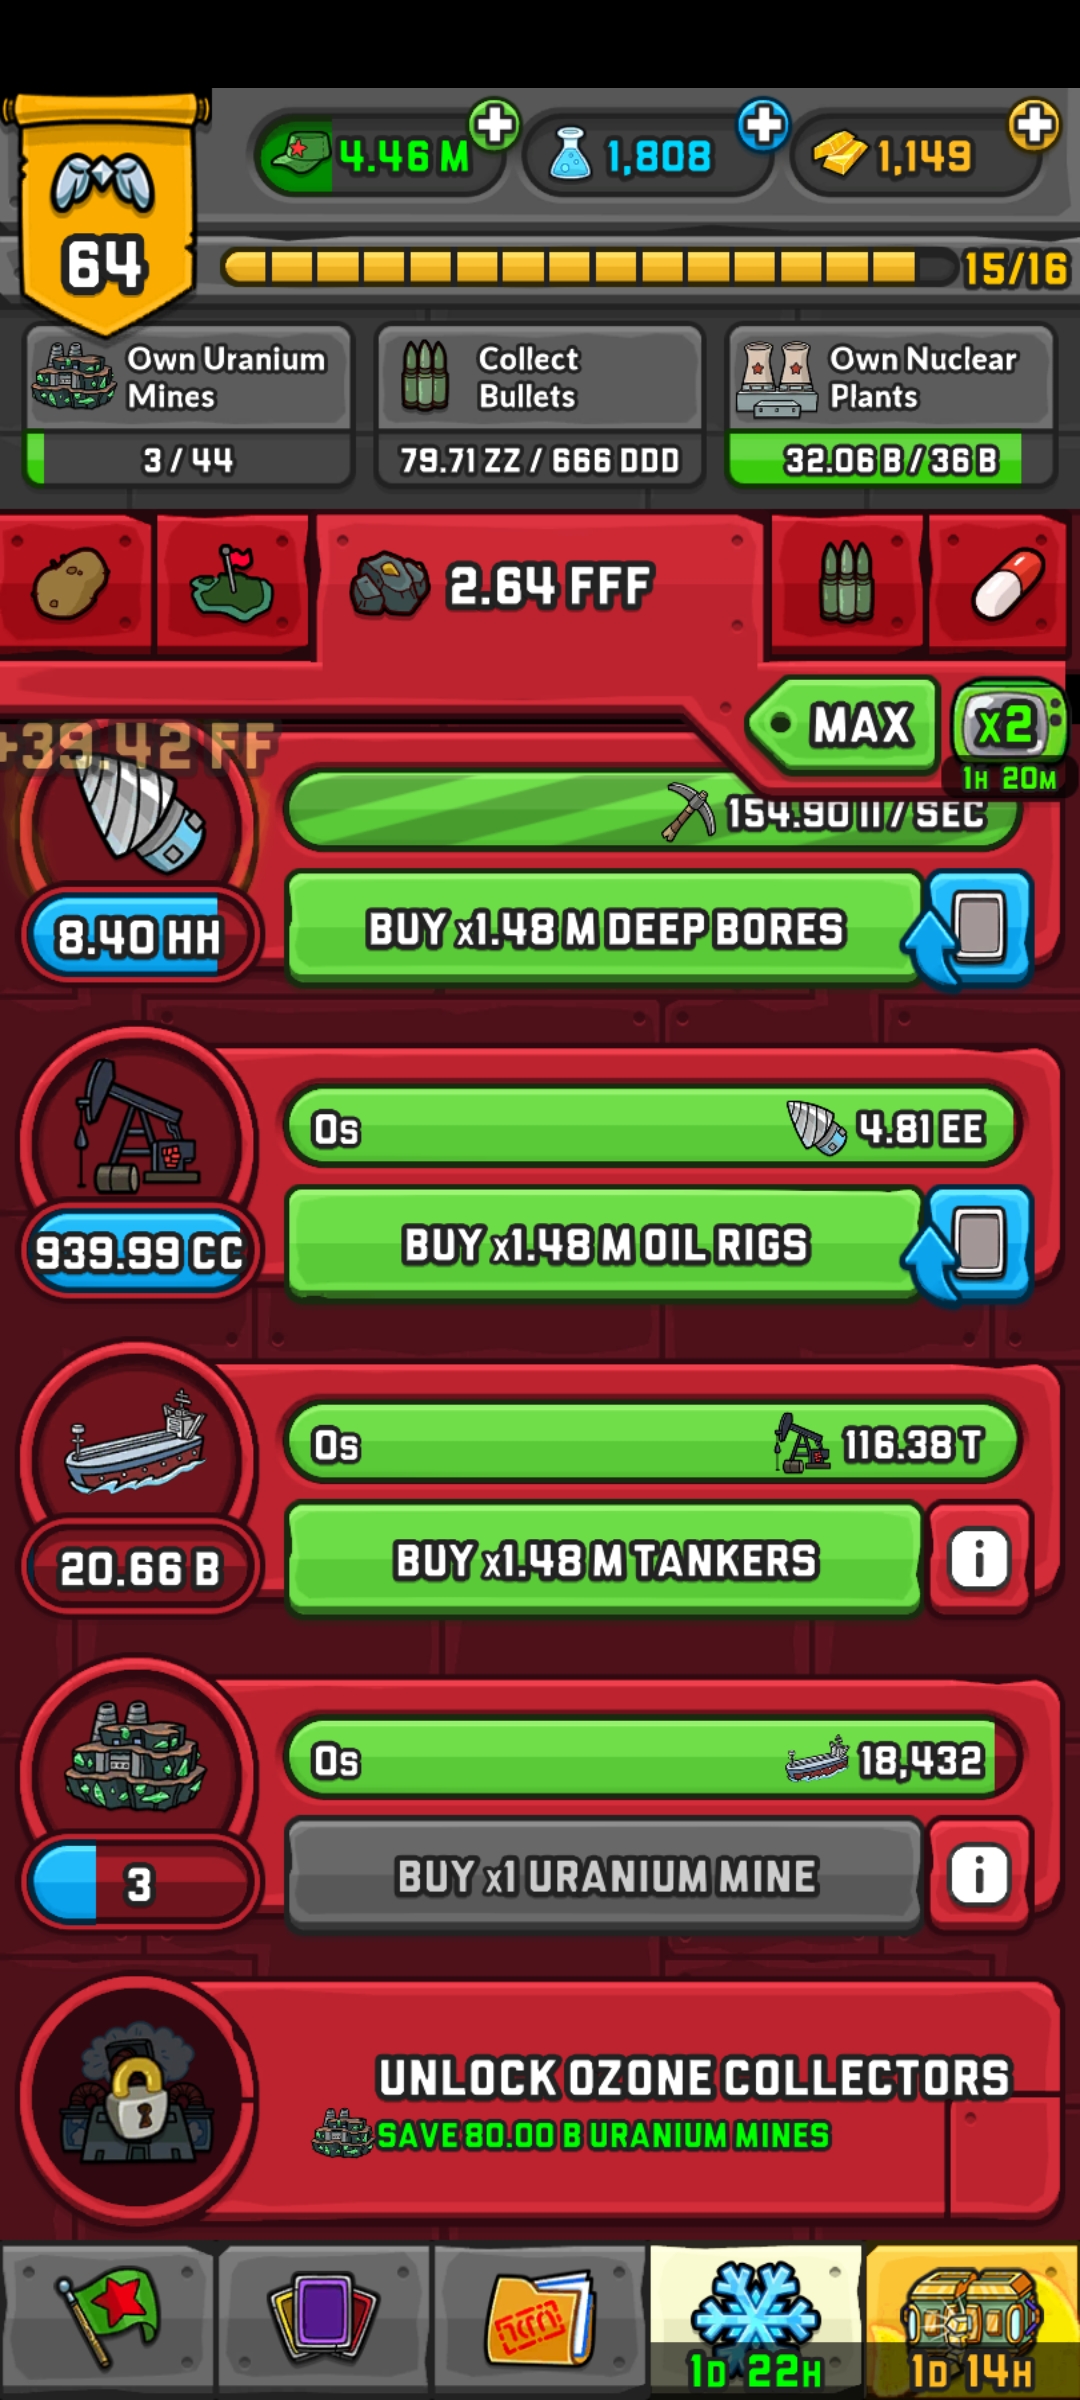 4.46 M
1,808
1,149
64
15/16
Own Uranium
Mines
3 / 44
Collect
Bullets
79.71 ZZ / 666 DDD
Own Nuclear
Plants
32.06 B / 36 B
2.64 FFF
MAX
x2
1H 20M
+39.42 FF
154.90 II / SEC
8.40 HH
BUY x1.48 M DEEP BORES
0s
4.81 EE
939.99 CC
BUY x1.48 M OIL RIGS
0s
116.38 T
20.66 B
BUY x1.48 M TANKERS
i
0s
18,432
3
BUY x1 URANIUM MINE
i
UNLOCK OZONE COLLECTORS
SAVE 80.00 B URANIUM MINES
1D 22H
1D 14H